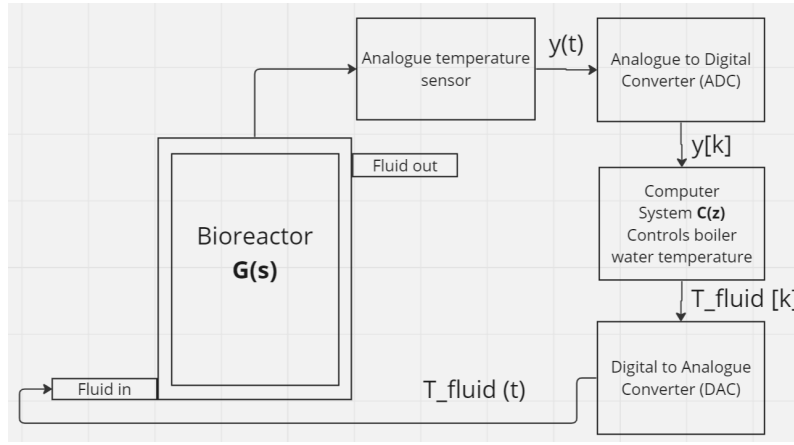 Analogue temperature
sensor
y(t)
Analogue to Digital
Converter (ADC)
y[k]
Fluid out
Bioreactor
G(s)
Computer
System C(z)
Controls boiler
water temperature
T_fluid [k]
Digital to Analogue
Converter (DAC)
T_fluid (t)
Fluid in